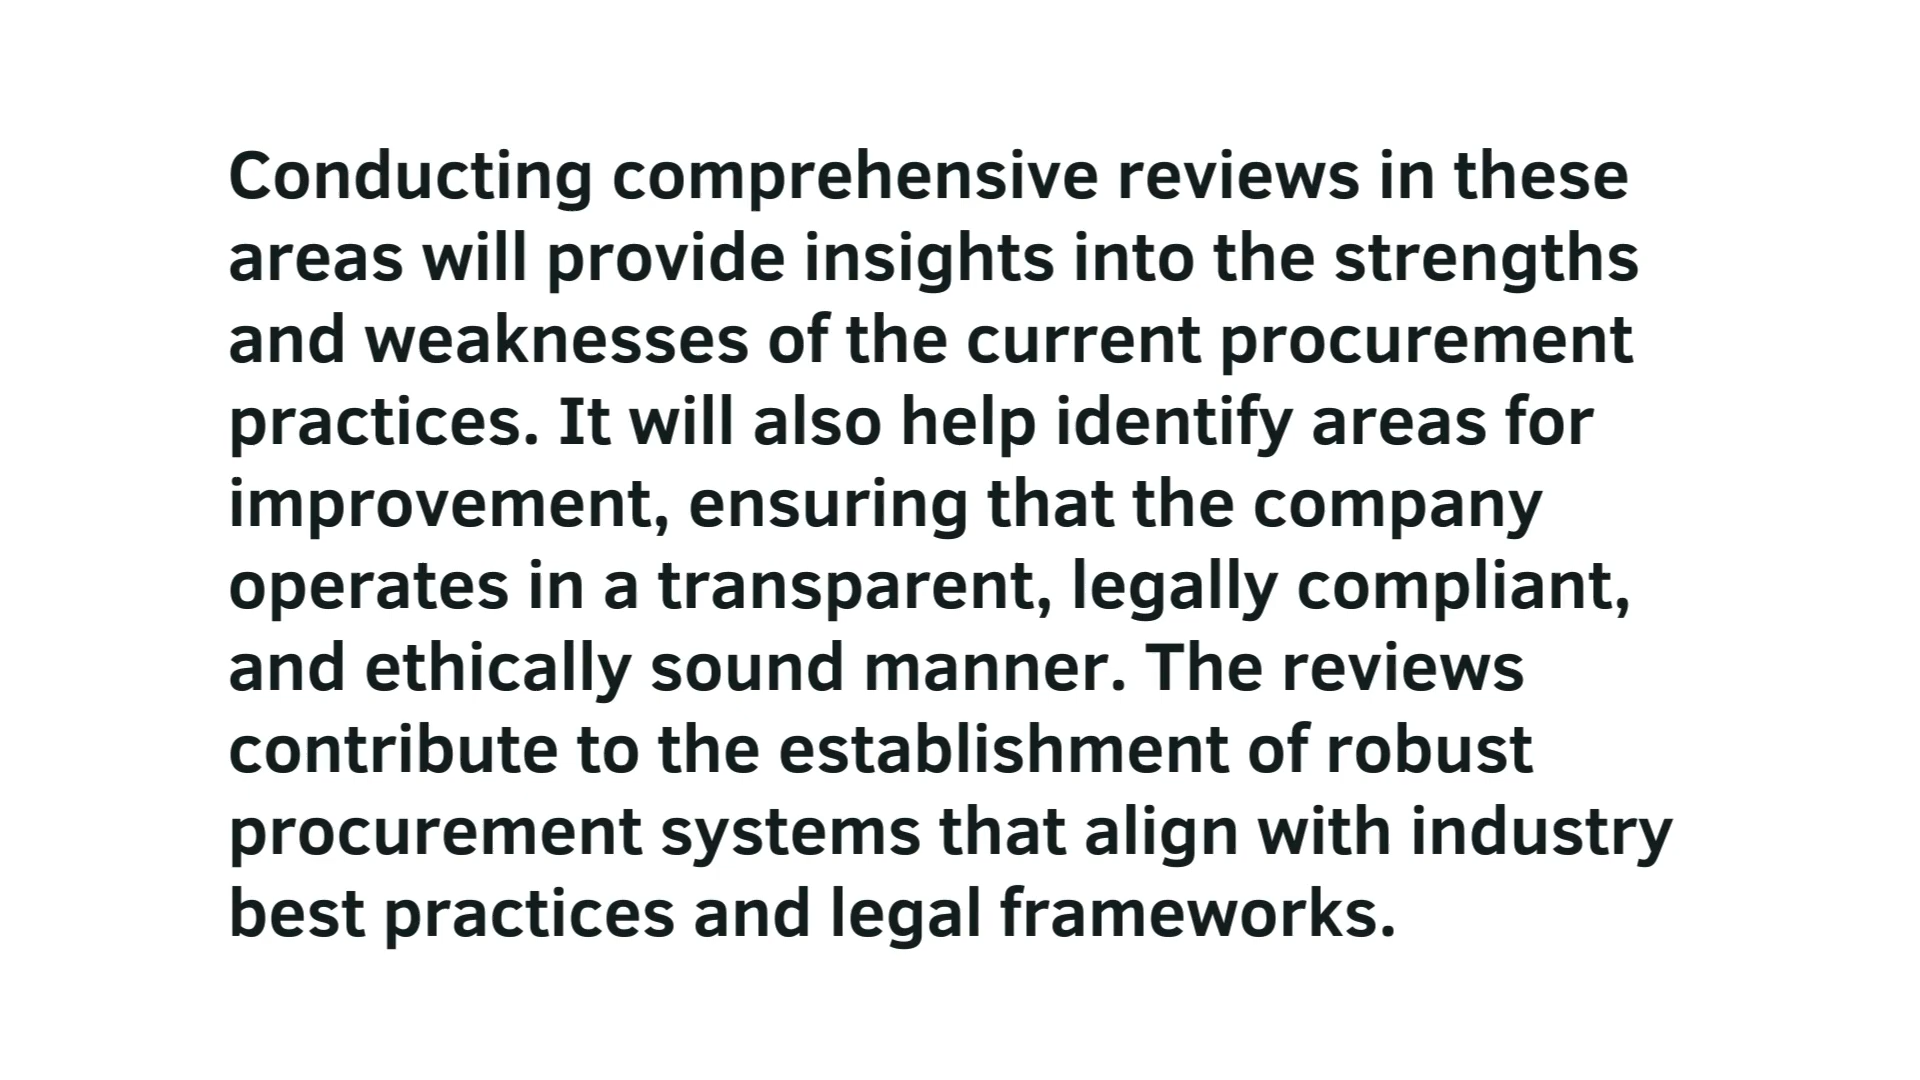 Conducting comprehensive reviews in these
areas will provide insights into the strengths
and weaknesses of the current procurement
practices. It will also help identify areas for
improvement, ensuring that the company
operates in a transparent, legally compliant,
and ethically sound manner. The reviews
contribute to the establishment of robust
procurement systems that align with industry
best practices and legal frameworks.